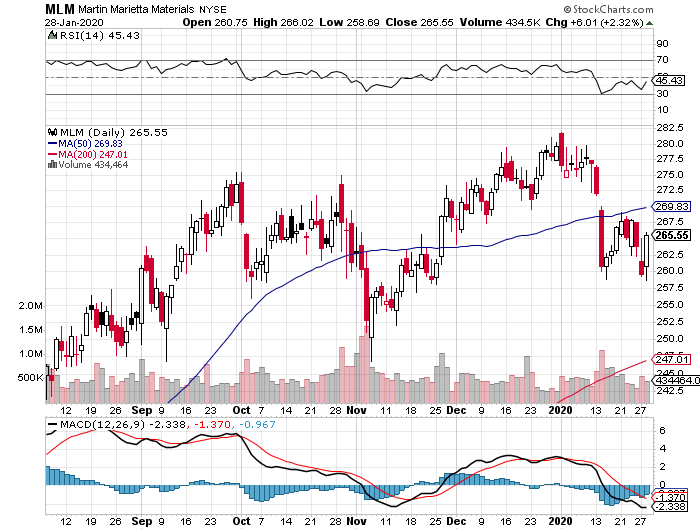 MLM Martin Marietta Materials NYSE © StockCharts.com
28-Jan-2020 Open 260.75 High 266.02 Low 258.69 Close 265.55 Volume 434.5K Chg +6.01 (+2.32%)
RSI(14) 45.43
90
70
50
45.43
30
10
MLM (Daily) 265.55
MA(50) 269.83
MA(200) 247.01
Volume 434,464
282.5
280.0
277.5
275.0
272.5
269.83
267.5
265.55
262.5
260.0
257.5
255.0
252.5
250.0
247.01
245.0
434464.0
242.5
2.0M
1.5M
1.0M
500K
12 19 26 Sep 9 16 23 Oct 7 14 21 28 Nov 11 18 25 Dec 9 16 23 2020 13 21 27
MACD(12,26,9) -2.338, -1.370, -0.967
6
4
2
-1.370
-2.338
12 19 26 Sep 9 16 23 Oct 7 14 21 28 Nov 11 18 25 Dec 9 16 23 2020 13 21 27